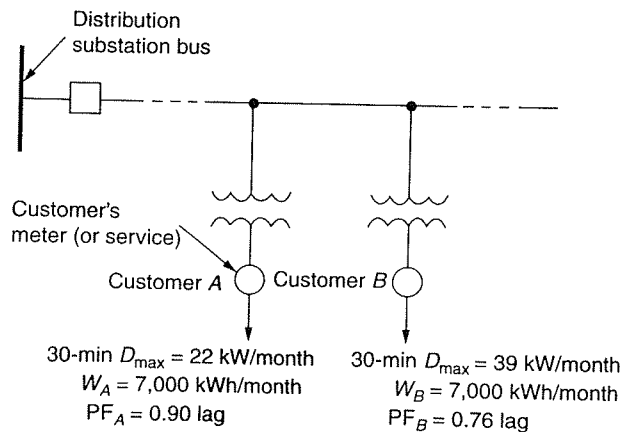 Distribution
substation bus
Customer's
meter (or service)
Customer A
Customer B
30-min Dmax = 22 kW/month
WA = 7,000 kWh/month
PFA = 0.90 lag
30-min Dmax = 39 kW/month
WB = 7,000 kWh/month
PFB = 0.76 lag